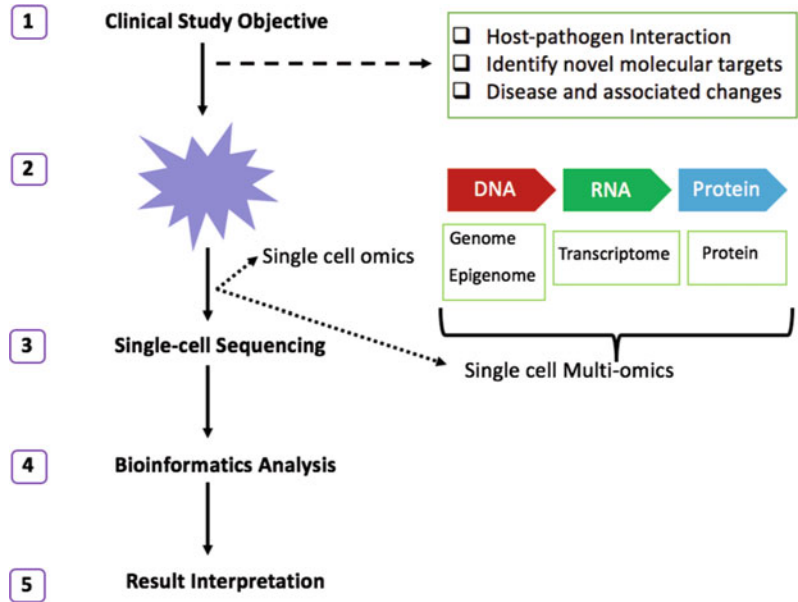 1
Clinical Study Objective
Host-pathogen Interaction
Identify novel molecular targets
Disease and associated changes
2
DNA
RNA
Protein
Genome
Epigenome
Transcriptome
Protein
Single cell omics
3
Single-cell Sequencing
Single cell Multi-omics
4
Bioinformatics Analysis
5
Result Interpretation